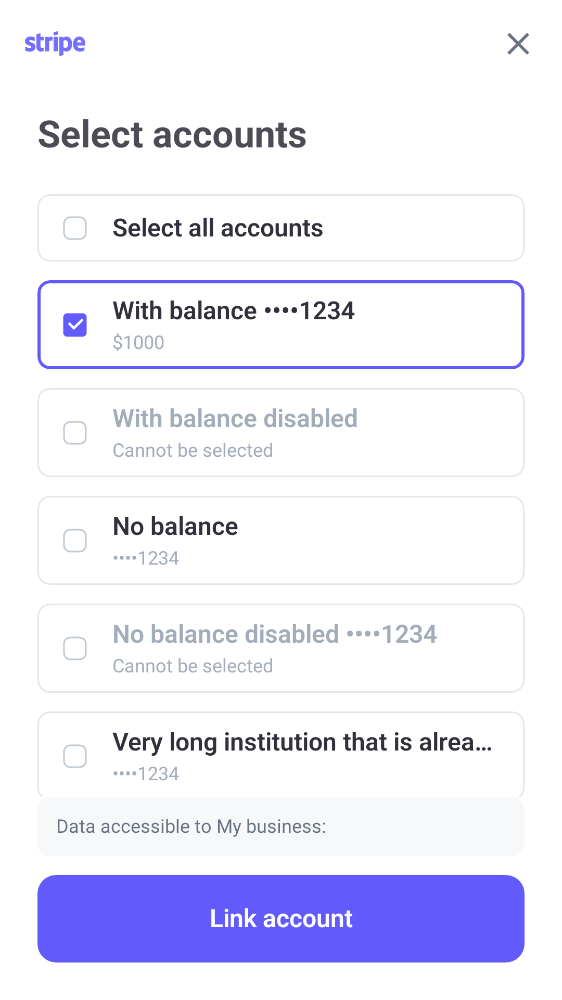 stripe
Select accounts
Select all accounts
With balance ••••1234
$1000
With balance disabled
Cannot be selected
No balance
••••1234
No balance disabled ••••1234
Cannot be selected
Very long institution that is alrea...
••••1234
Data accessible to My business:
Link account